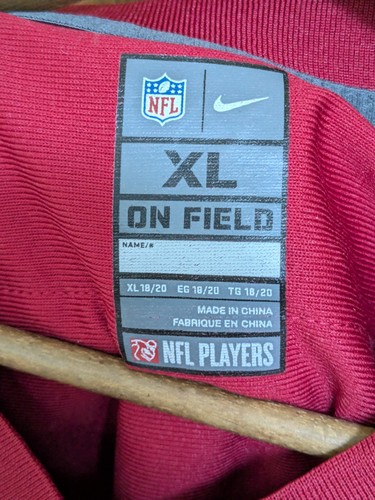 NFL
XL
ON FIELD
NAME/#
XL 18/20 EG 18/20 TG 18/20
MADE IN CHINA
FABRIQUE EN CHINA
NFL PLAYERS